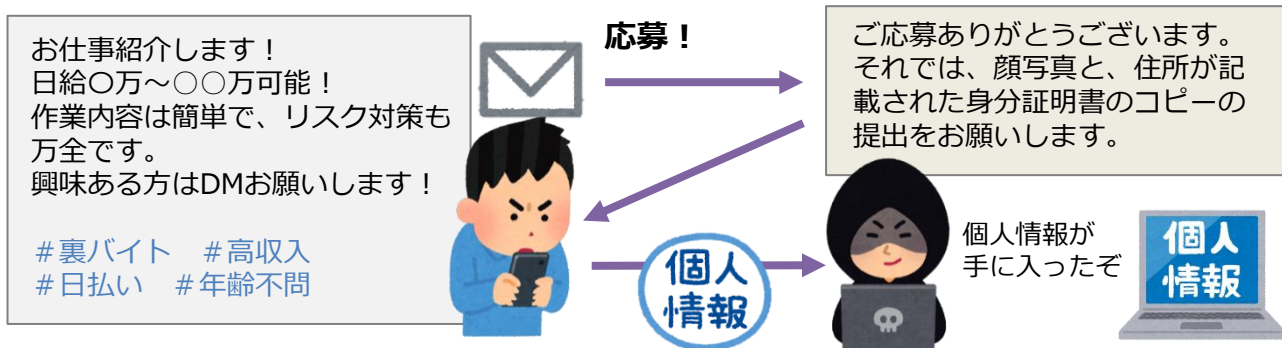 お仕事紹介します！
日給〇万～○○万可能！
作業内容は簡単で、リスク対策も
万全です。
興味ある方はDMお願いします！
＃裏バイト　＃高収入
＃日払い　＃年齢不問
応募！
ご応募ありがとうございます。
それでは、顔写真と、住所が記
載された身分証明書のコピーの
提出をお願いします。
個人
情報
個人情報が
手に入ったぞ
個人
情報